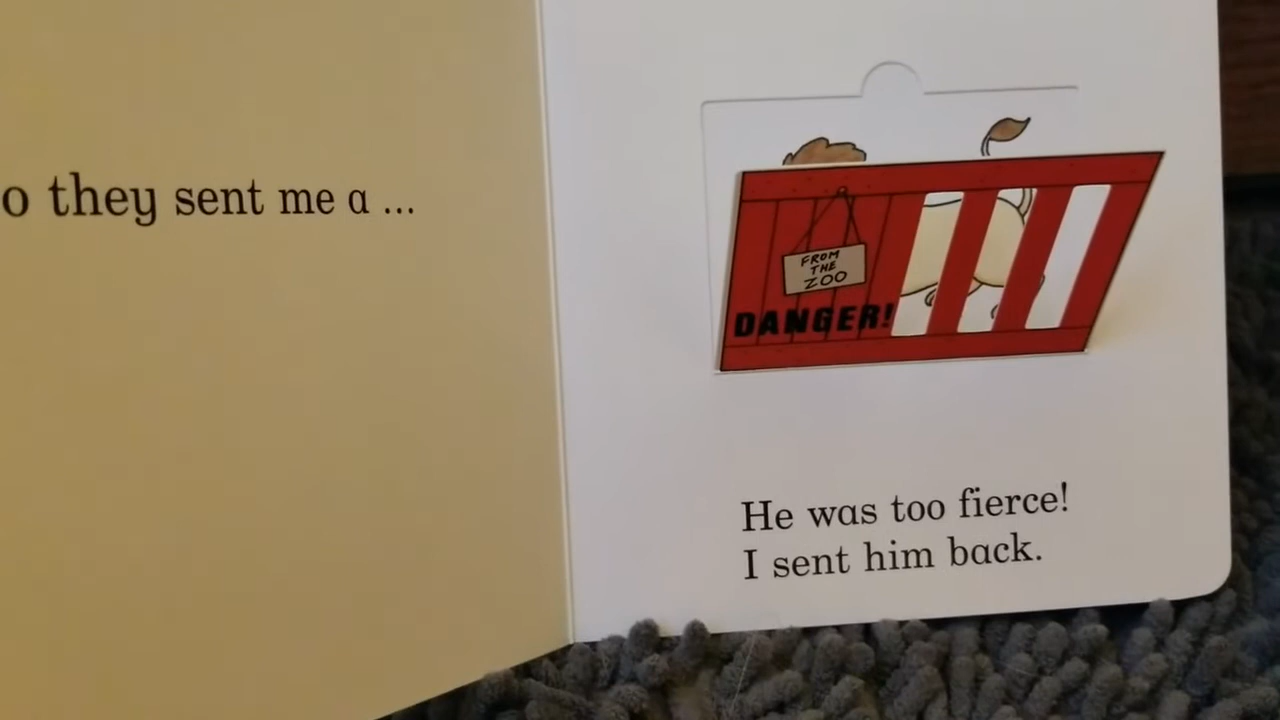 o they sent me a ...
FROM
THE
ZOO
DANGER!
He was too fierce!
I sent him back.